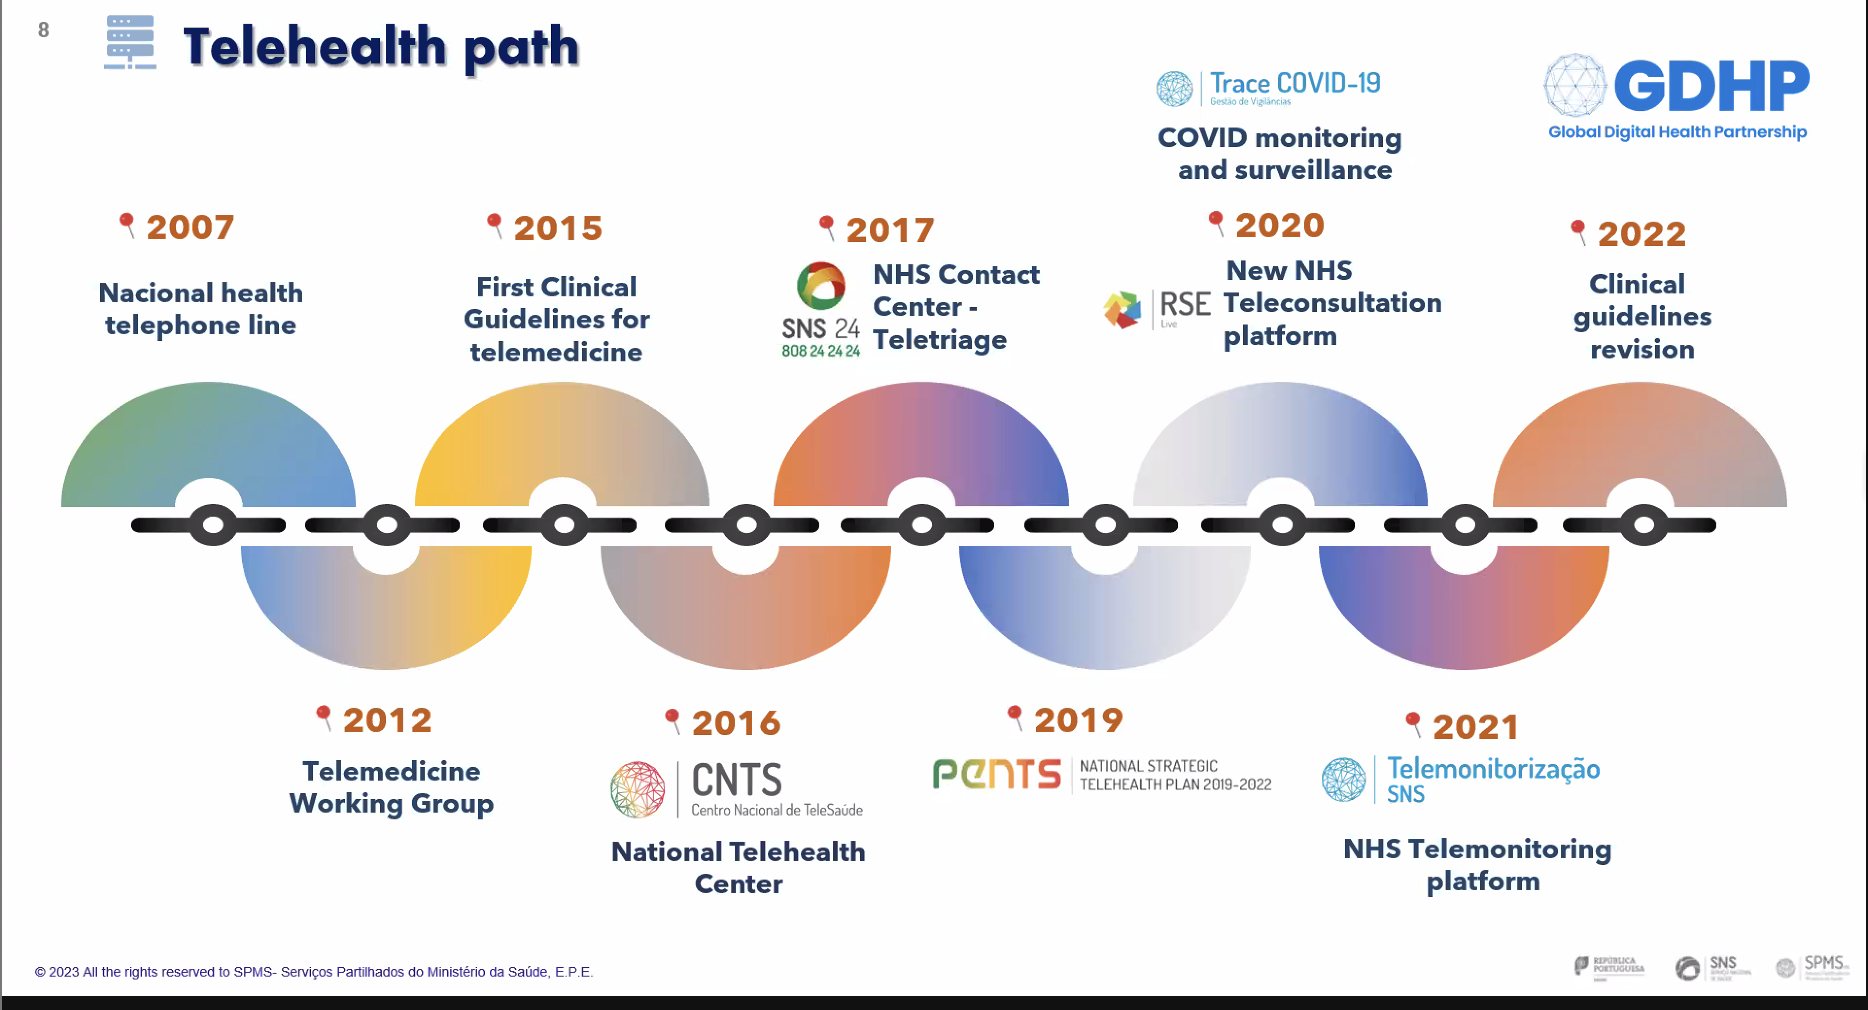 8
Telehealth path
Trace COVID-19
Gestão de Vigilâncias
COVID monitoring
and surveillance
GDHP
Global Digital Health Partnership
2007
Nacional health
telephone line
2015
First Clinical
Guidelines for
telemedicine
2017
SNS 24
808 24 24 24
NHS Contact
Center -
Teletriage
2020
RSE
Live
New NHS
Teleconsultation
platform
2022
Clinical
guidelines
revision
2012
Telemedicine
Working Group
2016
CNTS
Centro Nacional de TeleSaúde
National Telehealth
Center
2019
PENTS
NATIONAL STRATEGIC
TELEHEALTH PLAN 2019-2022
2021
Telemonitorização
SNS
NHS Telemonitoring
platform
© 2023 All the rights reserved to SPMS- Serviços Partilhados do Ministério da Saúde, E.P.E.
REPÚBLICA
PORTUGUESA
SNS
SERVIÇO NACIONAL
DE SAÚDE
SPMS